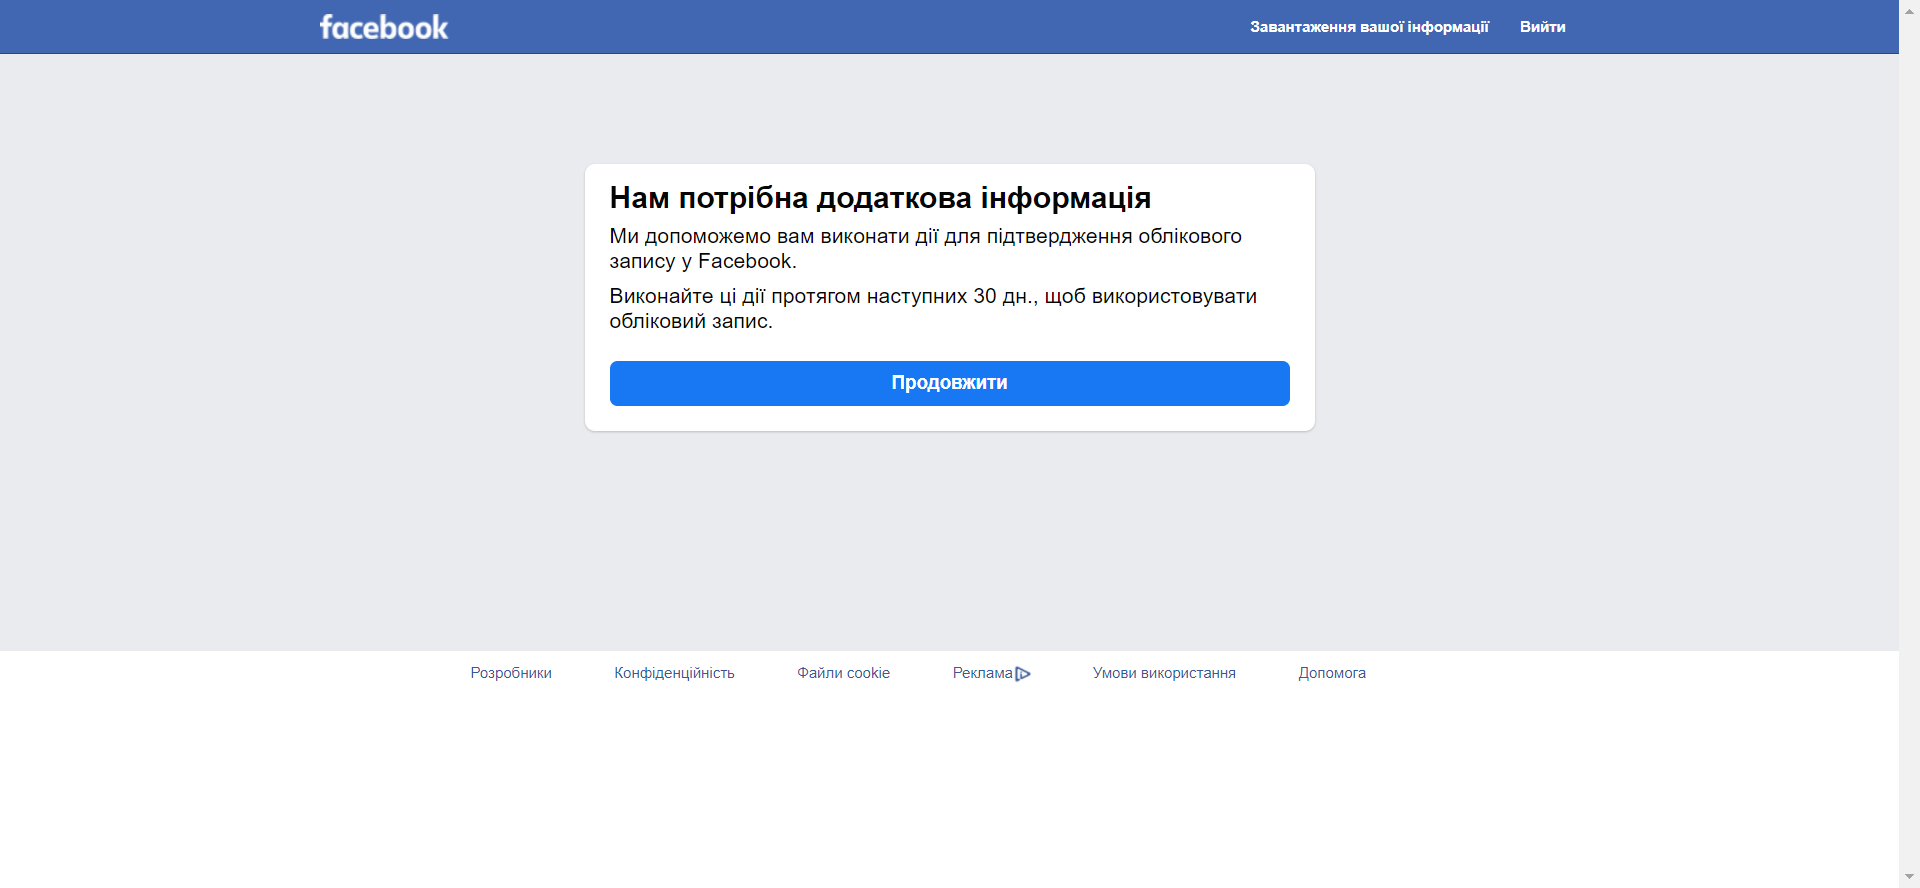 facebook
Завантаження вашої інформації
Вийти
Нам потрібна додаткова інформація
Ми допоможемо вам виконати дії для підтвердження облікового
запису у Facebook.
Виконайте ці дії протягом наступних 30 дн., щоб використовувати
обліковий запис.
Продовжити
Розробники
Конфіденційність
Файли cookie
Реклама
Умови використання
Допомога